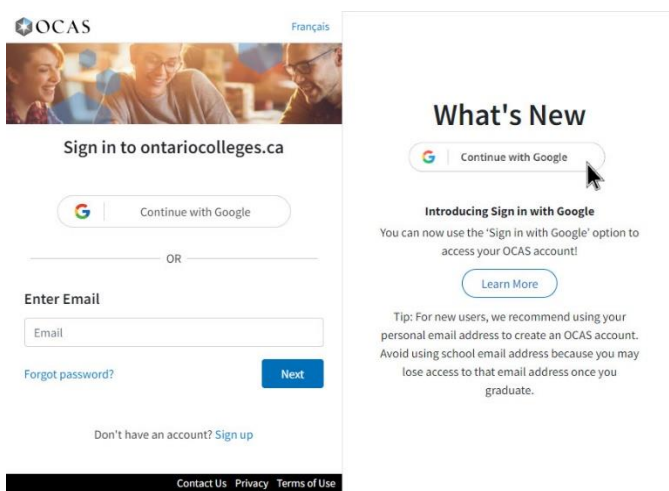 OCAS
Français
Sign in to ontariocolleges.ca
Continue with Google
OR
Enter Email
Email
Forgot password?
Next
Don't have an account? Sign up
Contact Us Privacy Terms of Use
What's New
Continue with Google
Introducing Sign in with Google
You can now use the 'Sign in with Google' option to
access your OCAS account!
Learn More
Tip: For new users, we recommend using your
personal email address to create an OCAS account.
Avoid using school email address because you may
lose access to that email address once you
graduate.